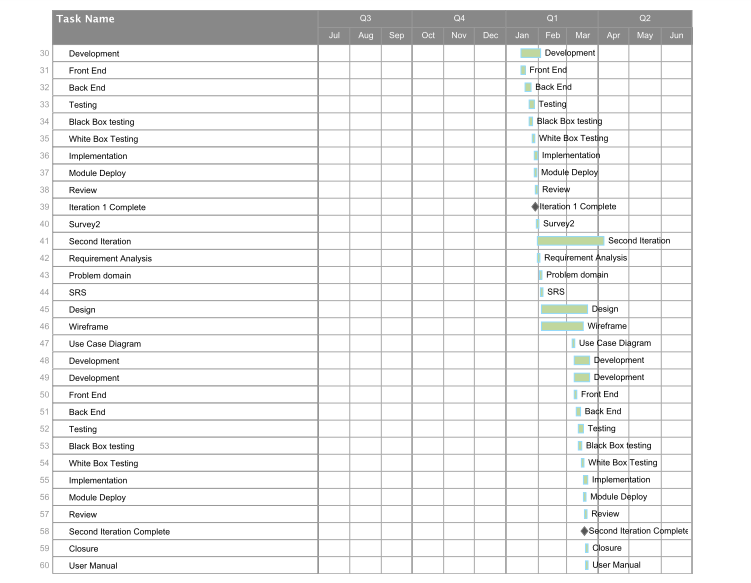 Task Name Q3 Q4 Q1 Q2
Jul Aug Sep Oct Nov Dec Jan Feb Mar Apr May Jun
30 Development Development
31 Front End Front End
32 Back End Back End
33 Testing Testing
34 Black Box testing Black Box testing
35 White Box Testing White Box Testing
36 Implementation Implementation
37 Module Deploy Module Deploy
38 Review Review
39 Iteration 1 Complete Iteration 1 Complete
40 Survey2 Survey2
41 Second Iteration Second Iteration
42 Requirement Analysis Requirement Analysis
43 Problem domain Problem domain
44 SRS SRS
45 Design Design
46 Wireframe Wireframe
47 Use Case Diagram Use Case Diagram
48 Development Development
49 Development Development
50 Front End Front End
51 Back End Back End
52 Testing Testing
53 Black Box testing Black Box testing
54 White Box Testing White Box Testing
55 Implementation Implementation
56 Module Deploy Module Deploy
57 Review Review
58 Second Iteration Complete Second Iteration Complete
59 Closure Closure
60 User Manual User Manual